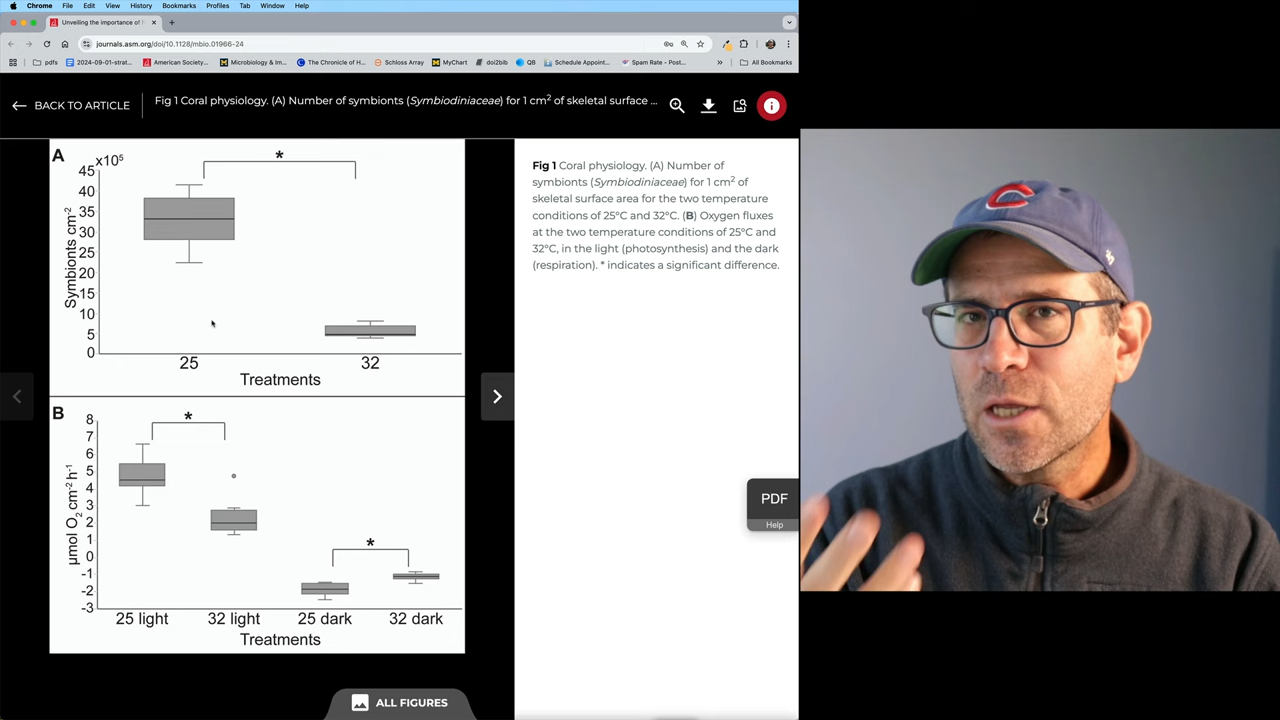 Chrome File Edit View History Bookmarks Profiles Tab Window Help
Unveiling the importance of
journals.asm.org/doi/10.1128/mbio.01966-24
pdfs 2024-09-01-strat... American Society... Microbiology & Im... The Chronicle of H... Schloss Array MyChart doi2bib QB Schedule Appoint... Spam Rate – Post... » All Bookmarks
BACK TO ARTICLE
Fig 1 Coral physiology. (A) Number of symbionts (Symbiodiniaceae) for 1 cm² of skeletal surface ...
A
x10⁵
45
40
35
30
25
20
15
10
5
0
Symbionts cm⁻²
*
25 32
Treatments
B
8
7
6
5
4
3
2
1
0
-1
-2
-3
µmol O₂ cm⁻² h⁻¹
*
*
25 light 32 light 25 dark 32 dark
Treatments
Fig 1 Coral physiology. (A) Number of
symbionts (Symbiodiniaceae) for 1 cm² of
skeletal surface area for the two temperature
conditions of 25°C and 32°C. (B) Oxygen fluxes
at the two temperature conditions of 25°C and
32°C, in the light (photosynthesis) and the dark
(respiration). * indicates a significant difference.
PDF
Help
ALL FIGURES
C